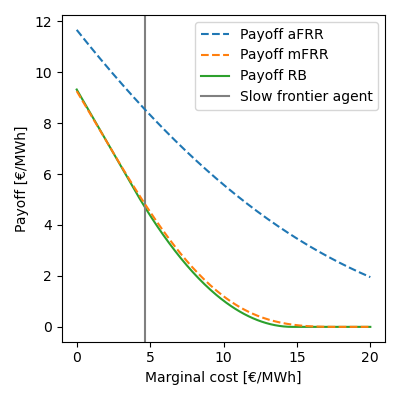 12
10
8
6
4
2
0
Payoff [€/MWh]
Payoff aFRR
Payoff mFRR
Payoff RB
Slow frontier agent
0 5 10 15 20
Marginal cost [€/MWh]